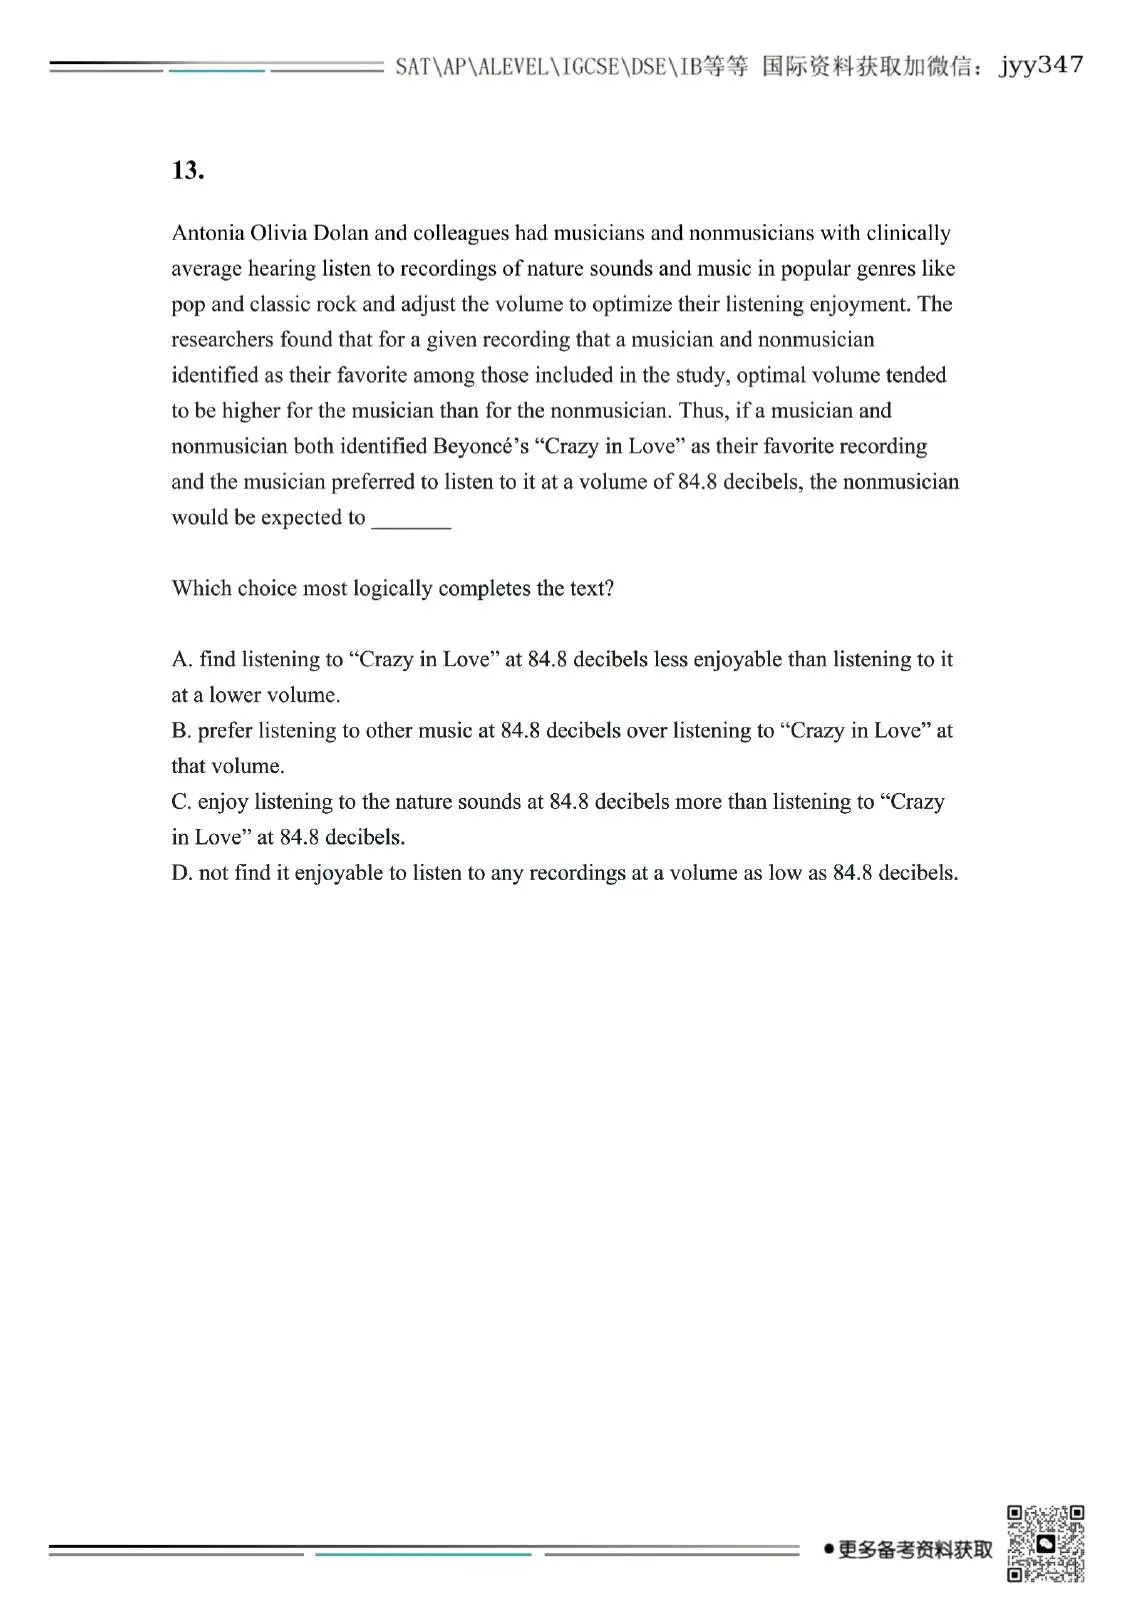 SAT\AP\ALEVEL\IGCSE\DSE\IB等等 国际资料获取加微信：jyy347
13.
Antonia Olivia Dolan and colleagues had musicians and nonmusicians with clinically
average hearing listen to recordings of nature sounds and music in popular genres like
pop and classic rock and adjust the volume to optimize their listening enjoyment. The
researchers found that for a given recording that a musician and nonmusician
identified as their favorite among those included in the study, optimal volume tended
to be higher for the musician than for the nonmusician. Thus, if a musician and
nonmusician both identified Beyoncé’s “Crazy in Love” as their favorite recording
and the musician preferred to listen to it at a volume of 84.8 decibels, the nonmusician
would be expected to _______
Which choice most logically completes the text?
A. find listening to “Crazy in Love” at 84.8 decibels less enjoyable than listening to it
at a lower volume.
B. prefer listening to other music at 84.8 decibels over listening to “Crazy in Love” at
that volume.
C. enjoy listening to the nature sounds at 84.8 decibels more than listening to “Crazy
in Love” at 84.8 decibels.
D. not find it enjoyable to listen to any recordings at a volume as low as 84.8 decibels.
●更多备考资料获取